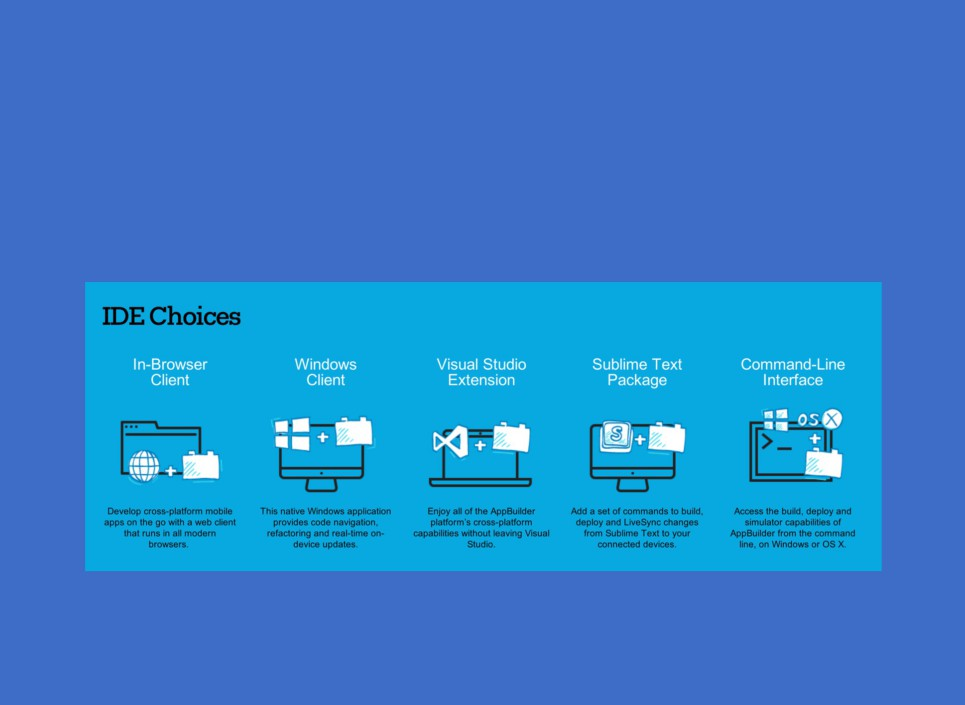 IDE Choices
In-Browser
Client
Windows
Client
Visual Studio
Extension
Sublime Text
Package
Command-Line
Interface
S
OS X
Develop cross-platform mobile
apps on the go with a web client
that runs in all modern
browsers.
This native Windows application
provides code navigation,
refactoring and real-time on-
device updates.
Enjoy all of the AppBuilder
platform's cross-platform
capabilities without leaving Visual
Studio.
Add a set of commands to build,
deploy and LiveSync changes
from Sublime Text to your
connected devices.
Access the build, deploy and
simulator capabilities of
AppBuilder from the command
line, on Windows or OS X.